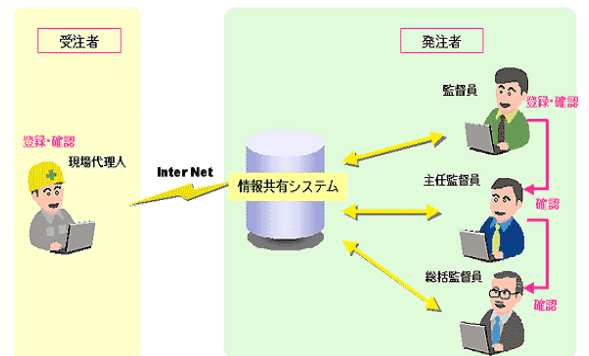 受注者
発注者
監督員
登録・確認
登録・確認
現場代理人
Inter Net
情報共有システム
主任監督員
確認
総括監督員
確認